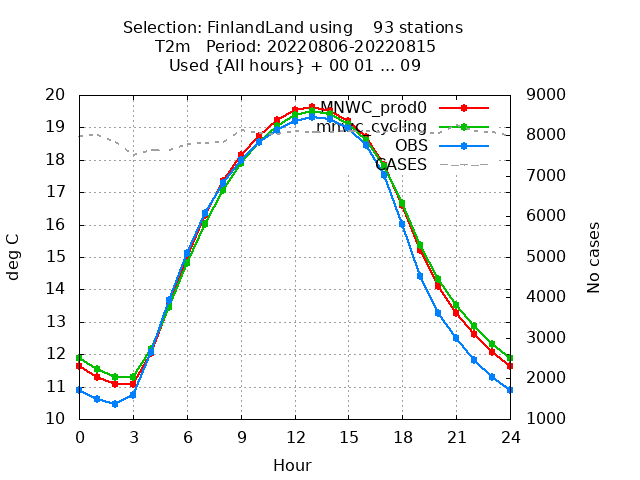 Selection: FinlandLand using    93 stations
T2m   Period: 20220806-20220815
Used {All hours} + 00 01 ... 09
20
19
18
17
16
15
14
13
12
11
10
9000
8000
7000
6000
5000
4000
3000
2000
1000
MNWC_prod0
mnwc_cycling
OBS
CASES
deg C
No cases
0 3 6 9 12 15 18 21 24
Hour